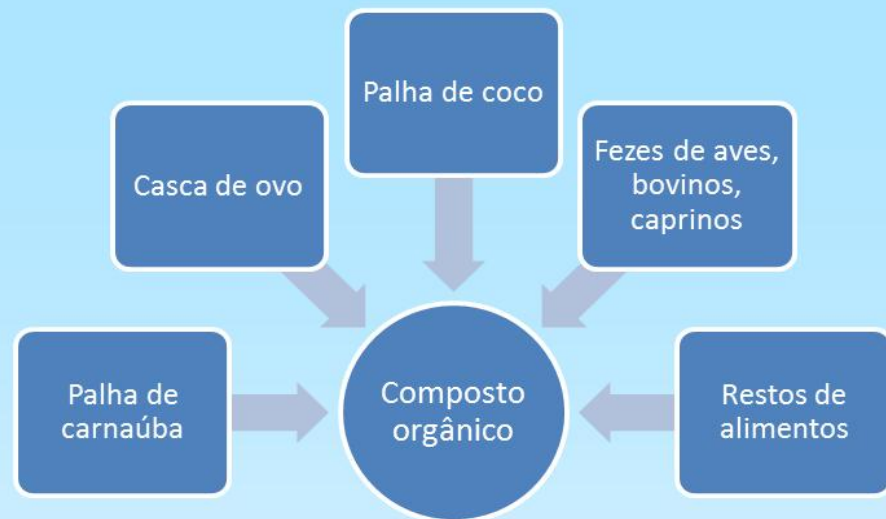 Palha de coco
Casca de ovo
Fezes de aves,
bovinos,
caprinos
Palha de
carnaúba
Composto
orgânico
Restos de
alimentos